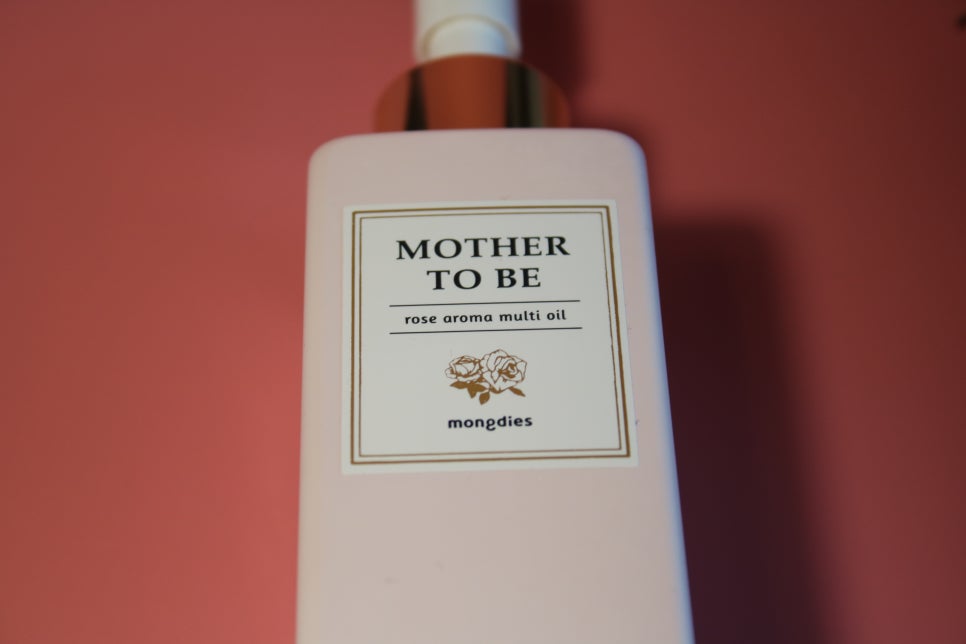 MOTHER
TO BE
rose aroma multi oil
mongdies